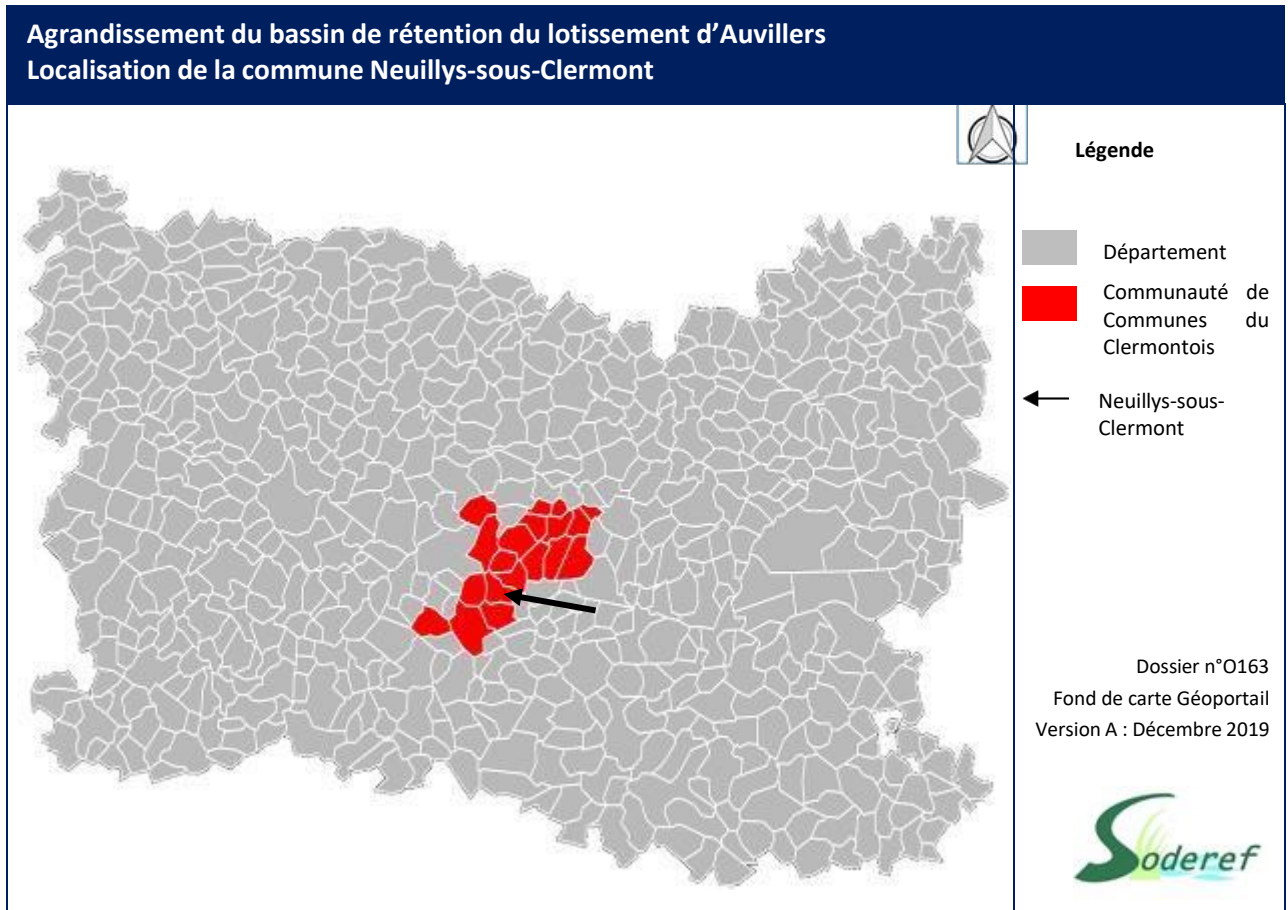 Agrandissement du bassin de rétention du lotissement d’Auvillers
Localisation de la commune Neuillys-sous-Clermont
Légende
Département
Communauté de
Communes du
Clermontois
Neuillys-sous-
Clermont
Dossier n°O163
Fond de carte Géoportail
Version A : Décembre 2019
Soderef